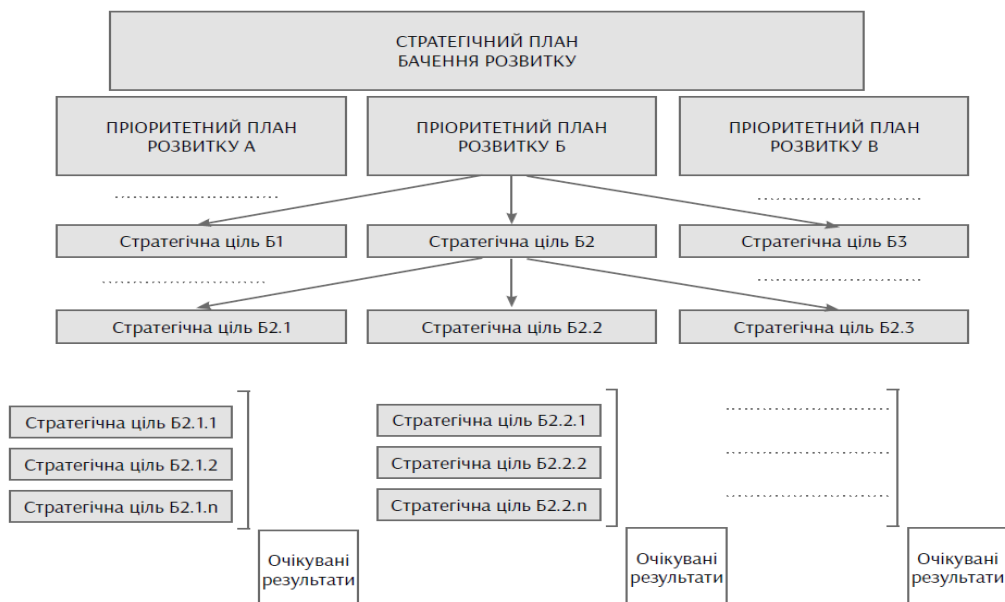 СТРАТЕГІЧНИЙ ПЛАН
БАЧЕННЯ РОЗВИТКУ
ПРІОРИТЕТНИЙ ПЛАН
РОЗВИТКУ А
ПРІОРИТЕТНИЙ ПЛАН
РОЗВИТКУ Б
ПРІОРИТЕТНИЙ ПЛАН
РОЗВИТКУ В
Стратегічна ціль Б1
Стратегічна ціль Б2
Стратегічна ціль Б3
Стратегічна ціль Б2.1
Стратегічна ціль Б2.2
Стратегічна ціль Б2.3
Стратегічна ціль Б2.1.1
Стратегічна ціль Б2.1.2
Стратегічна ціль Б2.1.n
Стратегічна ціль Б2.2.1
Стратегічна ціль Б2.2.2
Стратегічна ціль Б2.2.n
Очікувані
результати
Очікувані
результати
Очікувані
результати